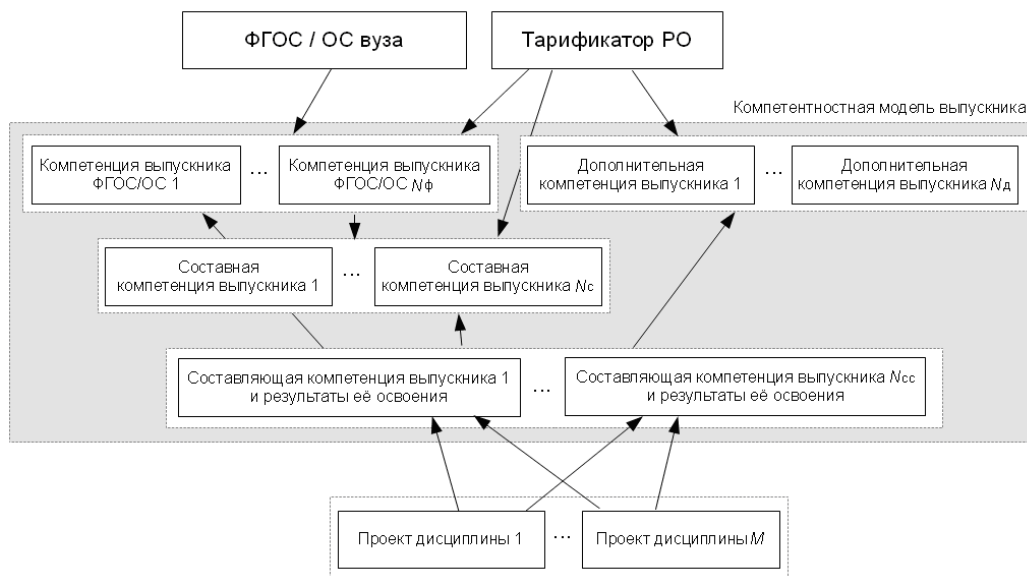 ФГОС / ОС вуза
Тарификатор РО
Компетентностная модель выпускника
Компетенция выпускника
ФГОС/ОС 1
...
Компетенция выпускника
ФГОС/ОС Nф
Дополнительная
компетенция выпускника 1
...
Дополнительная
компетенция выпускника Nд
Составная
компетенция выпускника 1
...
Составная
компетенция выпускника Nс
Составляющая компетенция выпускника 1
и результаты её освоения
...
Составляющая компетенция выпускника Nсс
и результаты её освоения
Проект дисциплины 1
...
Проект дисциплины M